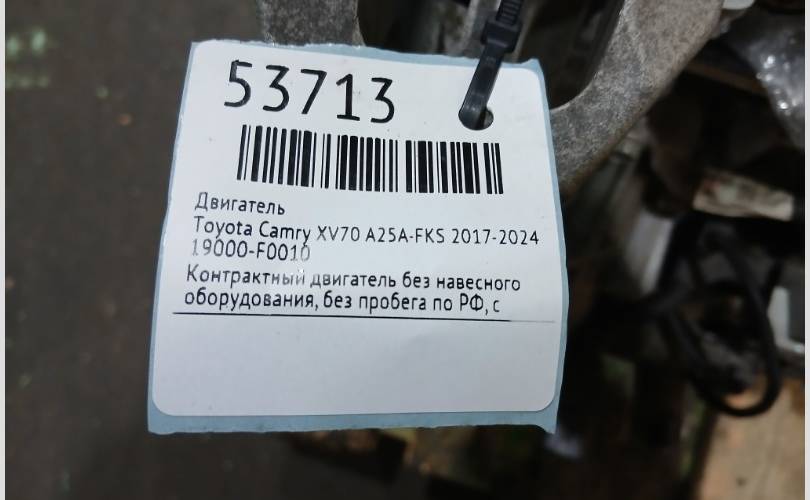 53713
Двигатель
Toyota Camry XV70 A25A-FKS 2017-2024
19000-F0010
Контрактный двигатель без навесного
оборудования, без пробега по РФ, с